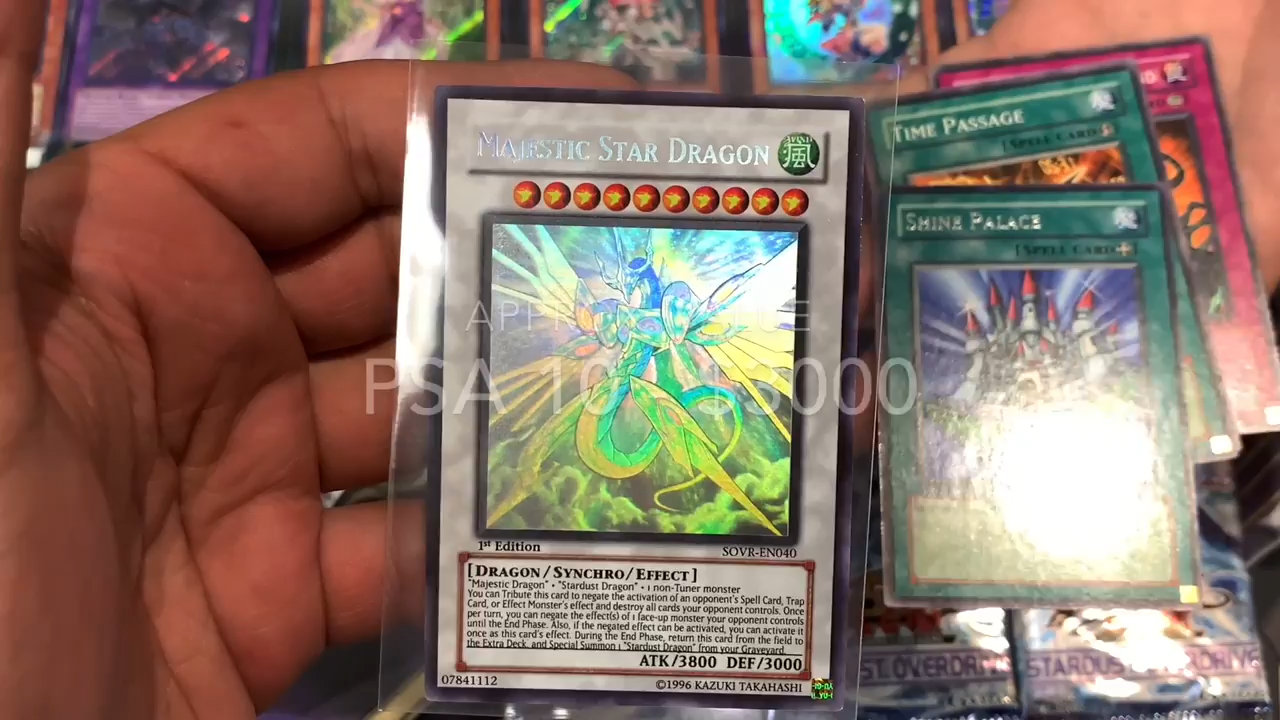 MAJESTIC STAR DRAGON
WIND
風
APPROX VALUE
PSA 10 - $3000
1st Edition
SOVR-EN040
[DRAGON/SYNCHRO/EFFECT]
"Majestic Dragon" + "Stardust Dragon" + 1 non-Tuner monster
You can Tribute this card to negate the activation of an opponent's Spell Card, Trap
Card, or Effect Monster's effect and destroy all cards your opponent controls. Once
per turn, you can negate the effect(s) of 1 face-up monster your opponent controls
until the End Phase. Also, if the negated effect can be activated, you can activate it
once as this card's effect. During the End Phase, return this card from the field to
the Extra Deck, and Special Summon 1 "Stardust Dragon" from your Graveyard.
ATK/3800 DEF/3000
07841112
©1996 KAZUKI TAKAHASHI
TIME PASSAGE
[SPELL CARD
SHINE PALACE
[SPELL CARD
STARDUST OVERDRIVE